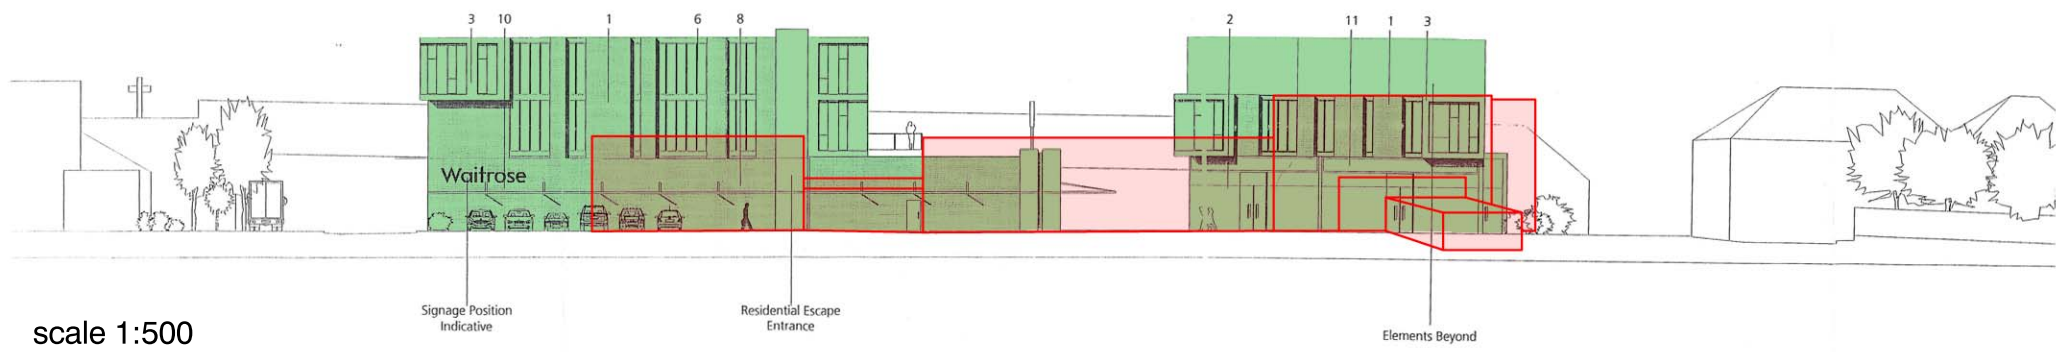 3 10 1 6 8 2 11 1 3
Waitrose
Signage Position
Indicative
Residential Escape
Entrance
Elements Beyond
scale 1:500